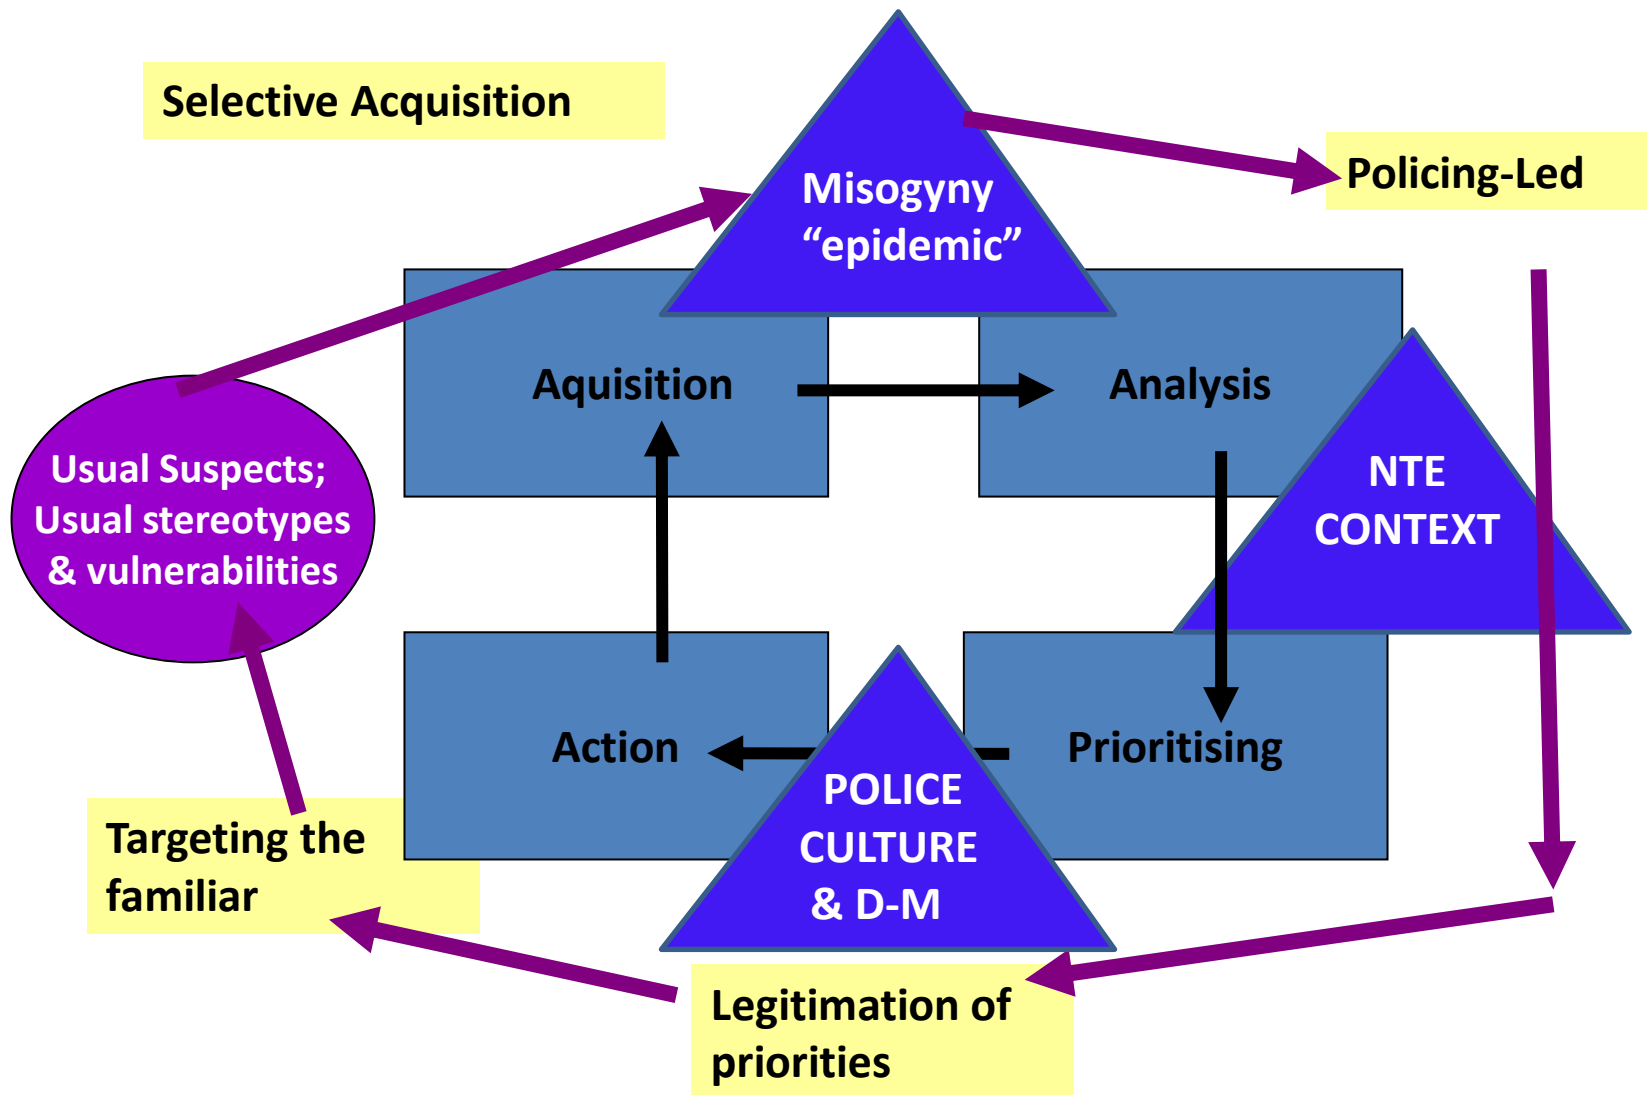 Selective Acquisition
Misogyny
“epidemic”
Policing-Led
Aquisition
Analysis
Usual Suspects;
Usual stereotypes
& vulnerabilities
NTE
CONTEXT
Action
Prioritising
POLICE
CULTURE
& D-M
Targeting the
familiar
Legitimation of
priorities